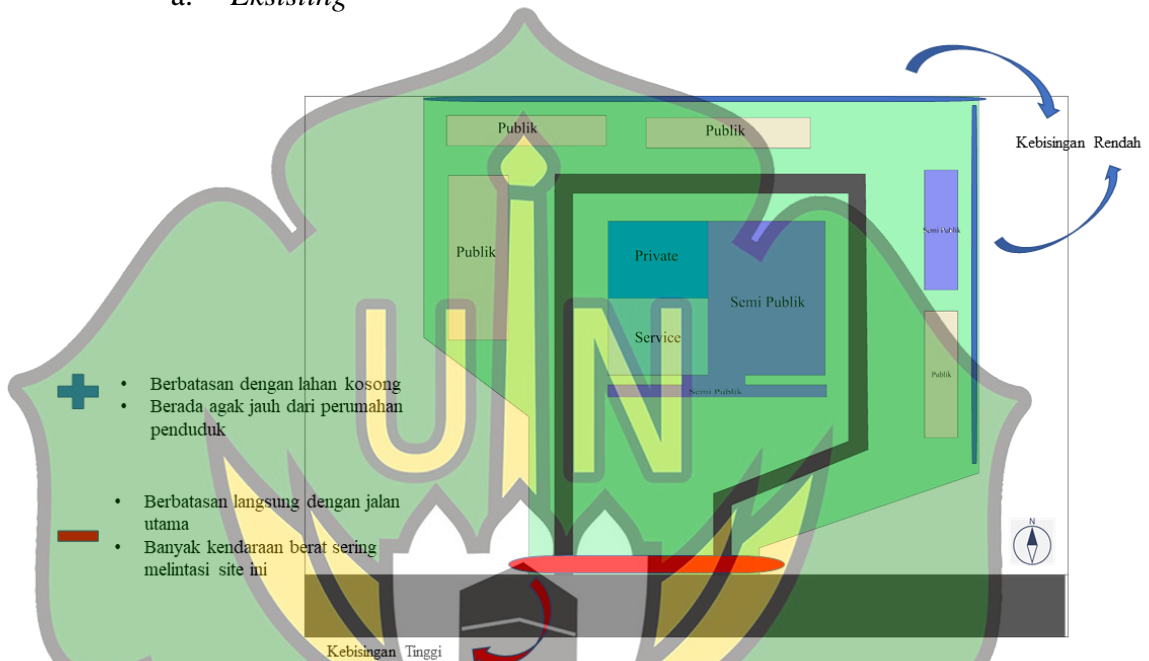 a. Eksisting
Publik
Publik
Kebisingan Rendah
Publik
Private
Semi Publik
Semi Publik
Service
Publik
Semi Publik
• Berbatasan dengan lahan kosong
• Berada agak jauh dari perumahan
penduduk
• Berbatasan langsung dengan jalan
utama
• Banyak kendaraan berat sering
melintasi site ini
N
Kebisingan Tinggi
UIN